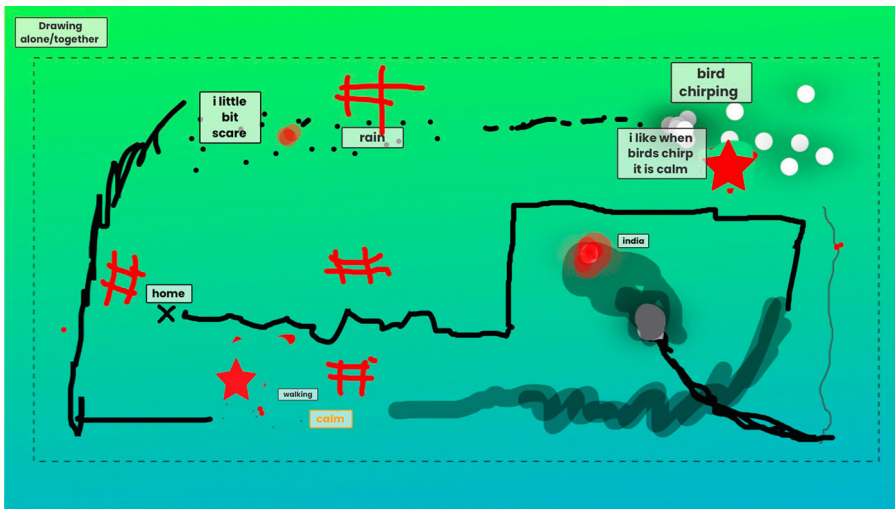 Drawing
alone/together
bird
chirping
i little
bit
scare
rain
i like when
birds chirp
it is calm
india
home
walking
calm